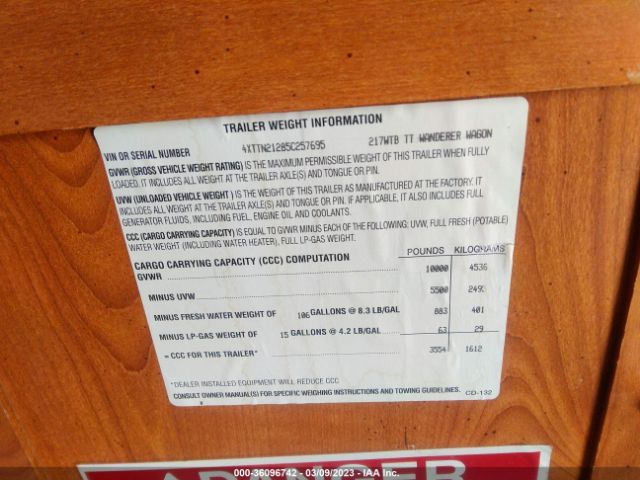 TRAILER WEIGHT INFORMATION
VIN OR SERIAL NUMBER 4XTTN21285C257695 217WTB TT WANDERER WAGON
GVWR (GROSS VEHICLE WEIGHT RATING) IS THE MAXIMUM PERMISSIBLE WEIGHT OF THIS TRAILER WHEN FULLY
LOADED. IT INCLUDES ALL WEIGHT AT THE TRAILER AXLE(S) AND TONGUE OR PIN.
UVW (UNLOADED VEHICLE WEIGHT) IS THE WEIGHT OF THIS TRAILER AS MANUFACTURED AT THE FACTORY. IT
INCLUDES ALL WEIGHT AT THE TRAILER AXLE(S) AND TONGUE OR PIN. IF APPLICABLE, IT ALSO INCLUDES FULL
GENERATOR FLUIDS, INCLUDING FUEL, ENGINE OIL AND COOLANTS.
CCC (CARGO CARRYING CAPACITY) IS EQUAL TO GVWR MINUS EACH OF THE FOLLOWING: UVW, FULL FRESH (POTABLE)
WATER WEIGHT (INCLUDING WATER HEATER), FULL LP-GAS WEIGHT.
CARGO CARRYING CAPACITY (CCC) COMPUTATION POUNDS KILOGRAMS
GVWR 10000 4536
MINUS UVW 5500 249
MINUS FRESH WATER WEIGHT OF 106 GALLONS @ 8.3 LB/GAL 883 401
MINUS LP-GAS WEIGHT OF 15 GALLONS @ 4.2 LB/GAL 63 29
= CCC FOR THIS TRAILER* 3554 1612
*DEALER INSTALLED EQUIPMENT WILL REDUCE CCC
CONSULT OWNER MANUAL(S) FOR SPECIFIC WEIGHING INSTRUCTIONS AND TOWING GUIDELINES. CD-132
DANGER
000-36096742 - 03/09/2023 - IAA Inc.